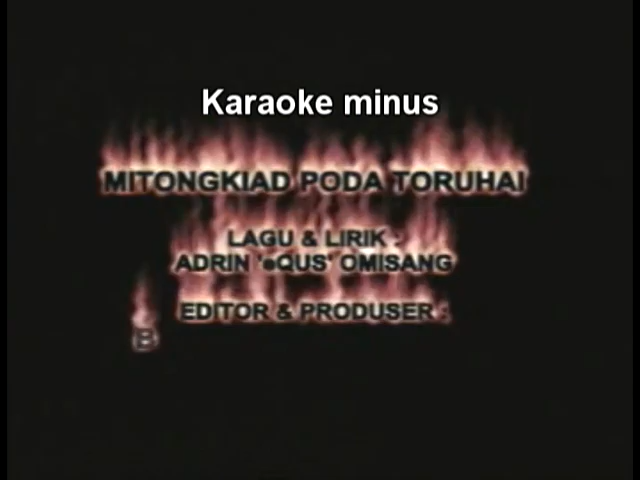 Karaoke minus
MITONGKIAD PODA TORUHAI
LAGU & LIRIK :
ADRIN 'eQUS' OMISANG
EDITOR & PRODUSER :
B